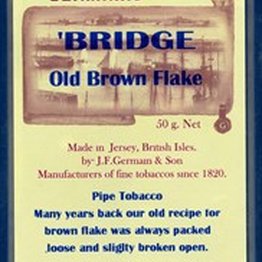 'BRIDGE
Old Brown Flake
50 g. Net
G
Made in Jersey, British Isles.
by J.F.Germain & Son
Manufacturers of fine tobaccos since 1820.
Pipe Tobacco
Many years back our old recipe for
brown flake was always packed
loose and sligtly broken open.